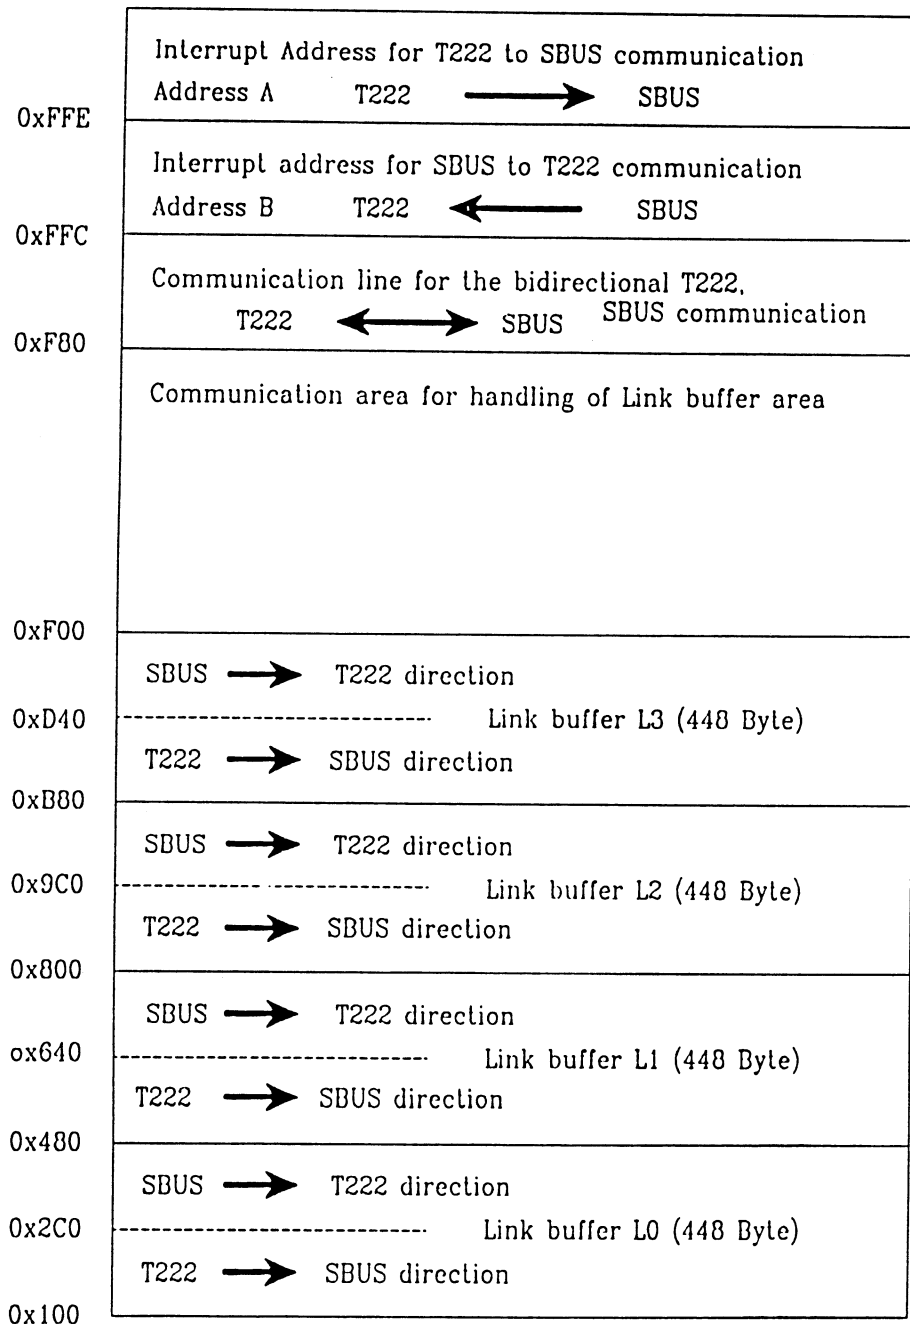 Interrupt Address for T222 to SBUS communication
Address A T222 SBUS
0xFFE
Interrupt address for SBUS to T222 communication
Address B T222 SBUS
0xFFC
Communication line for the bidirectional T222,
T222 SBUS SBUS communication
0xF80
Communication area for handling of Link buffer area
0xF00
SBUS T222 direction
0xD40 Link buffer L3 (448 Byte)
T222 SBUS direction
0xB80
SBUS T222 direction
0x9C0 Link buffer L2 (448 Byte)
T222 SBUS direction
0x800
SBUS T222 direction
ox640 Link buffer L1 (448 Byte)
T222 SBUS direction
0x480
SBUS T222 direction
0x2C0 Link buffer L0 (448 Byte)
T222 SBUS direction
0x100